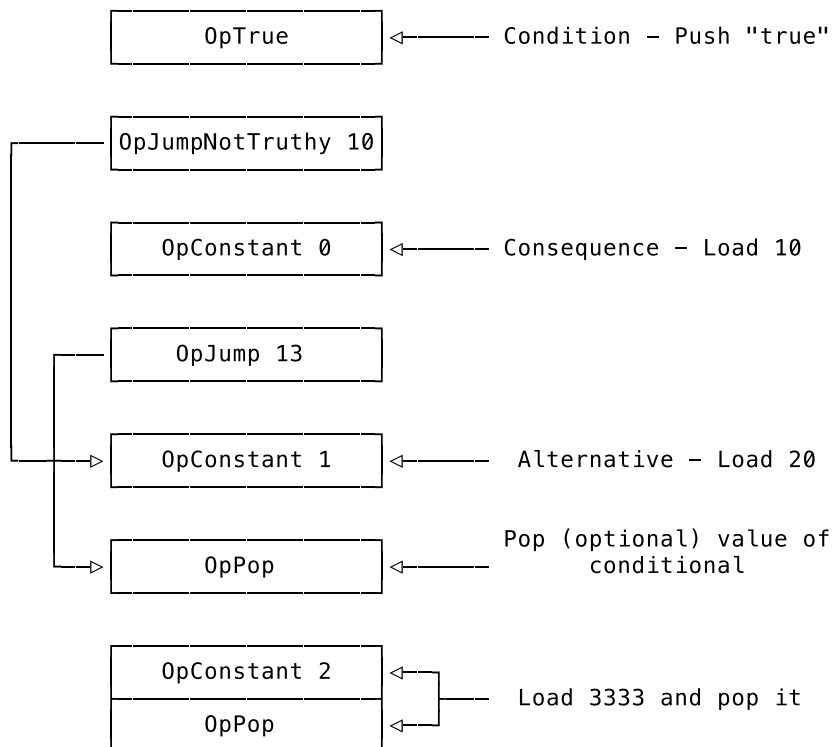 OpTrue
Condition – Push "true"
OpJumpNotTruthy 10
OpConstant 0
Consequence – Load 10
OpJump 13
OpConstant 1
Alternative – Load 20
OpPop
Pop (optional) value of
conditional
OpConstant 2
Load 3333 and pop it
OpPop